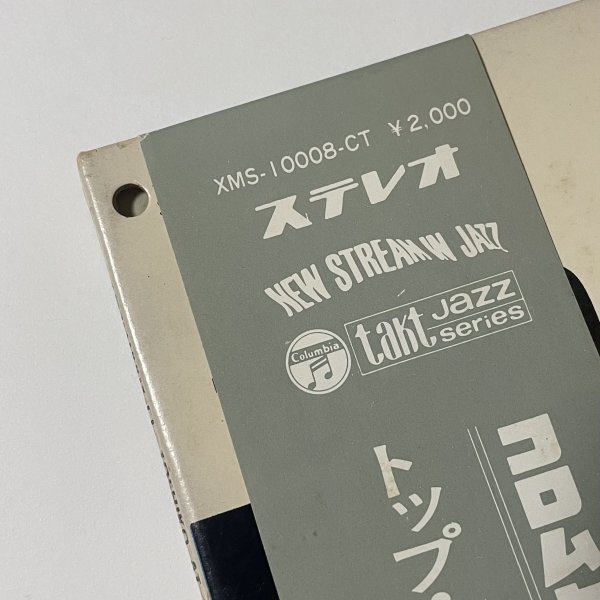 XMS-10008-CT ¥2,000
ステレオ
NEW STREAM IN JAZZ
Columbia
takt jazz series
コロム
トップ・